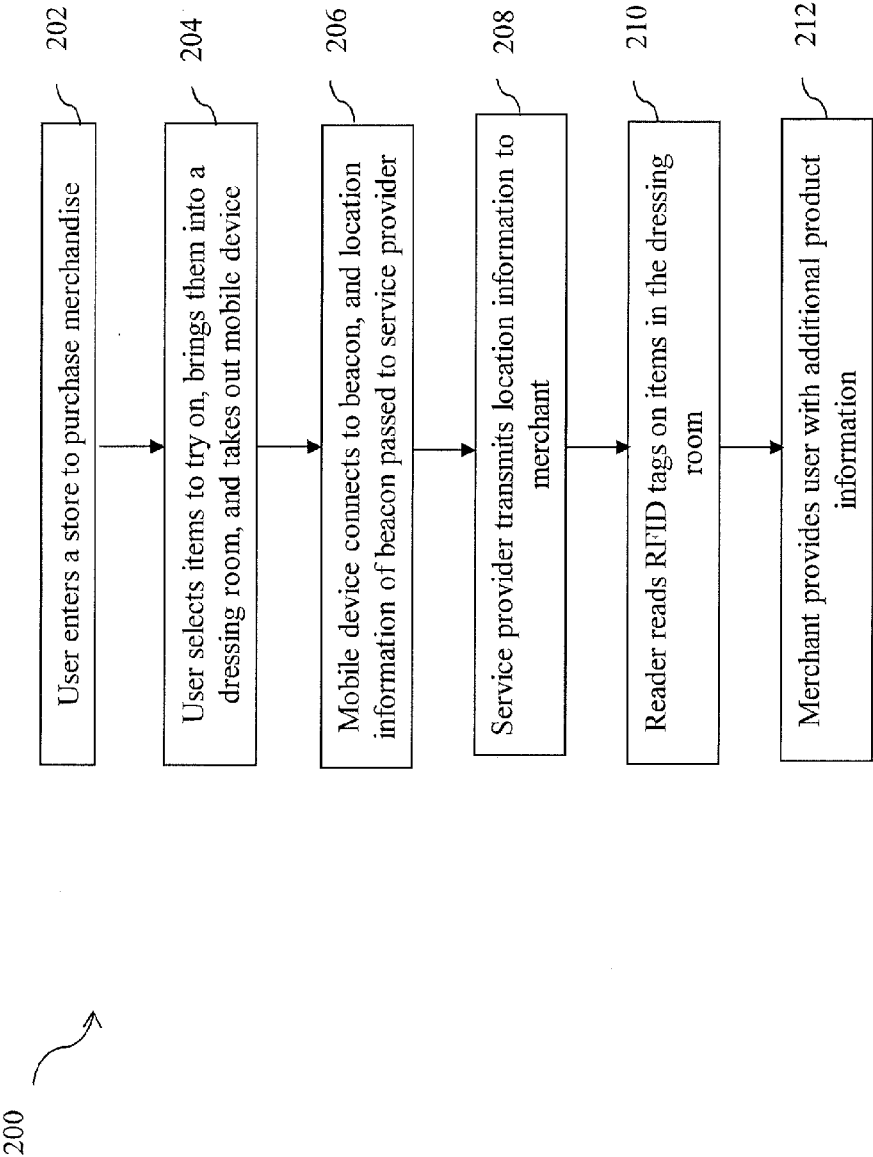 200
202
User enters a store to purchase merchandise
204
User selects items to try on, brings them into a
dressing room, and takes out mobile device
206
Mobile device connects to beacon, and location
information of beacon passed to service provider
208
Service provider transmits location information to
merchant
210
Reader reads RFID tags on items in the dressing
room
212
Merchant provides user with additional product
information